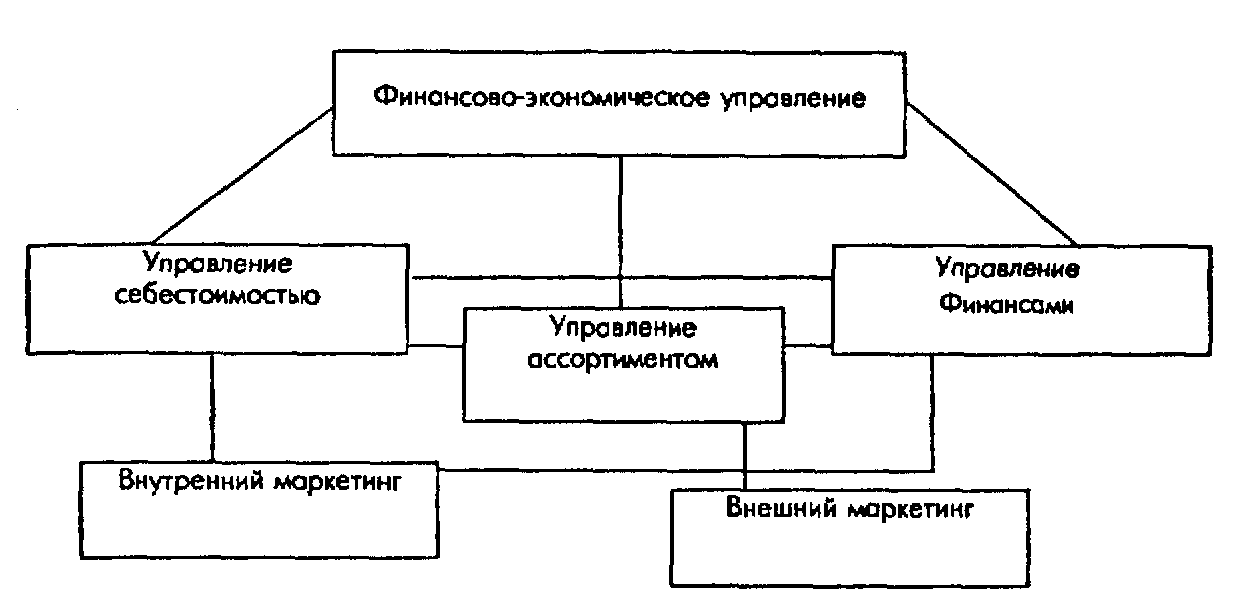 Финансово-экономическое управление
Управление
себестоимостью
Управление
ассортиментом
Управление
Финансами
Внутренний маркетинг
Внешний маркетинг